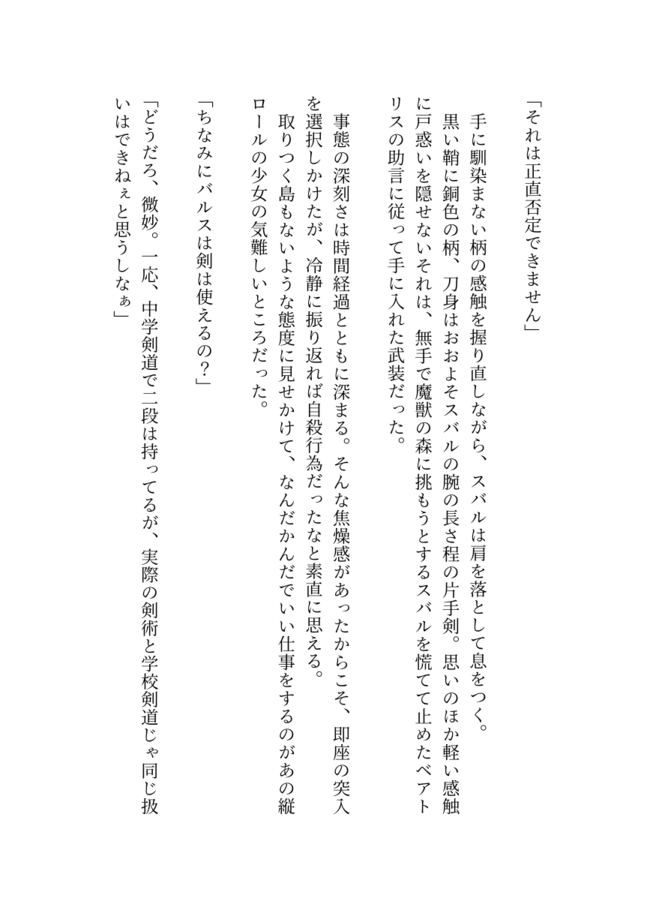 「それは正直否定できません」
手に馴染まない柄の感触を握り直しながら、スバルは肩を落として息をつく。
黒い鞘に銅色の柄、刀身はおおよそスバルの腕の長さ程の片手剣。思いのほか軽い感触
に戸惑いを隠せないそれは、無手で魔獣の森に挑もうとするスバルを慌てて止めたベアト
リスの助言に従って手に入れた武装だった。
事態の深刻さは時間経過とともに深まる。そんな焦燥感があったからこそ、即座の突入
を選択しかけたが、冷静に振り返れば自殺行為だったなと素直に思える。
取りつく島もないような態度に見せかけて、なんだかんだでいい仕事をするのがあの縦
ロールの少女の気難しいところだった。
「ちなみにバルスは剣は使えるの？」
「どうだろ、微妙。一応、中学剣道で二段は持ってるが、実際の剣術と学校剣道じゃ同じ扱
いはできねぇと思うしなぁ」